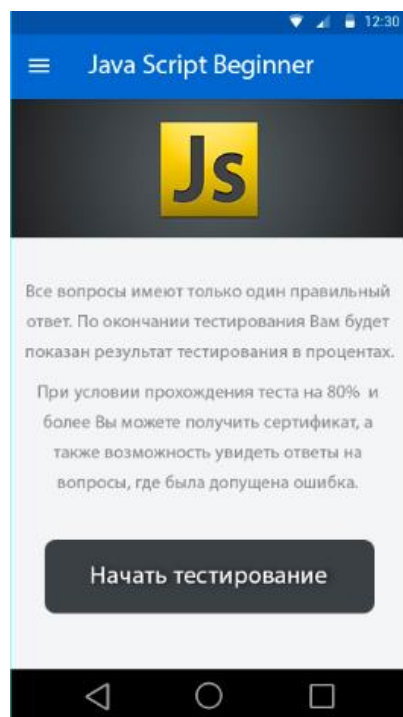 12:30
Java Script Beginner
Js
Все вопросы имеют только один правильный
ответ. По окончании тестирования Вам будет
показан результат тестирования в процентах.
При условии прохождения теста на 80% и
более Вы можете получить сертификат, а
также возможность увидеть ответы на
вопросы, где была допущена ошибка.
Начать тестирование